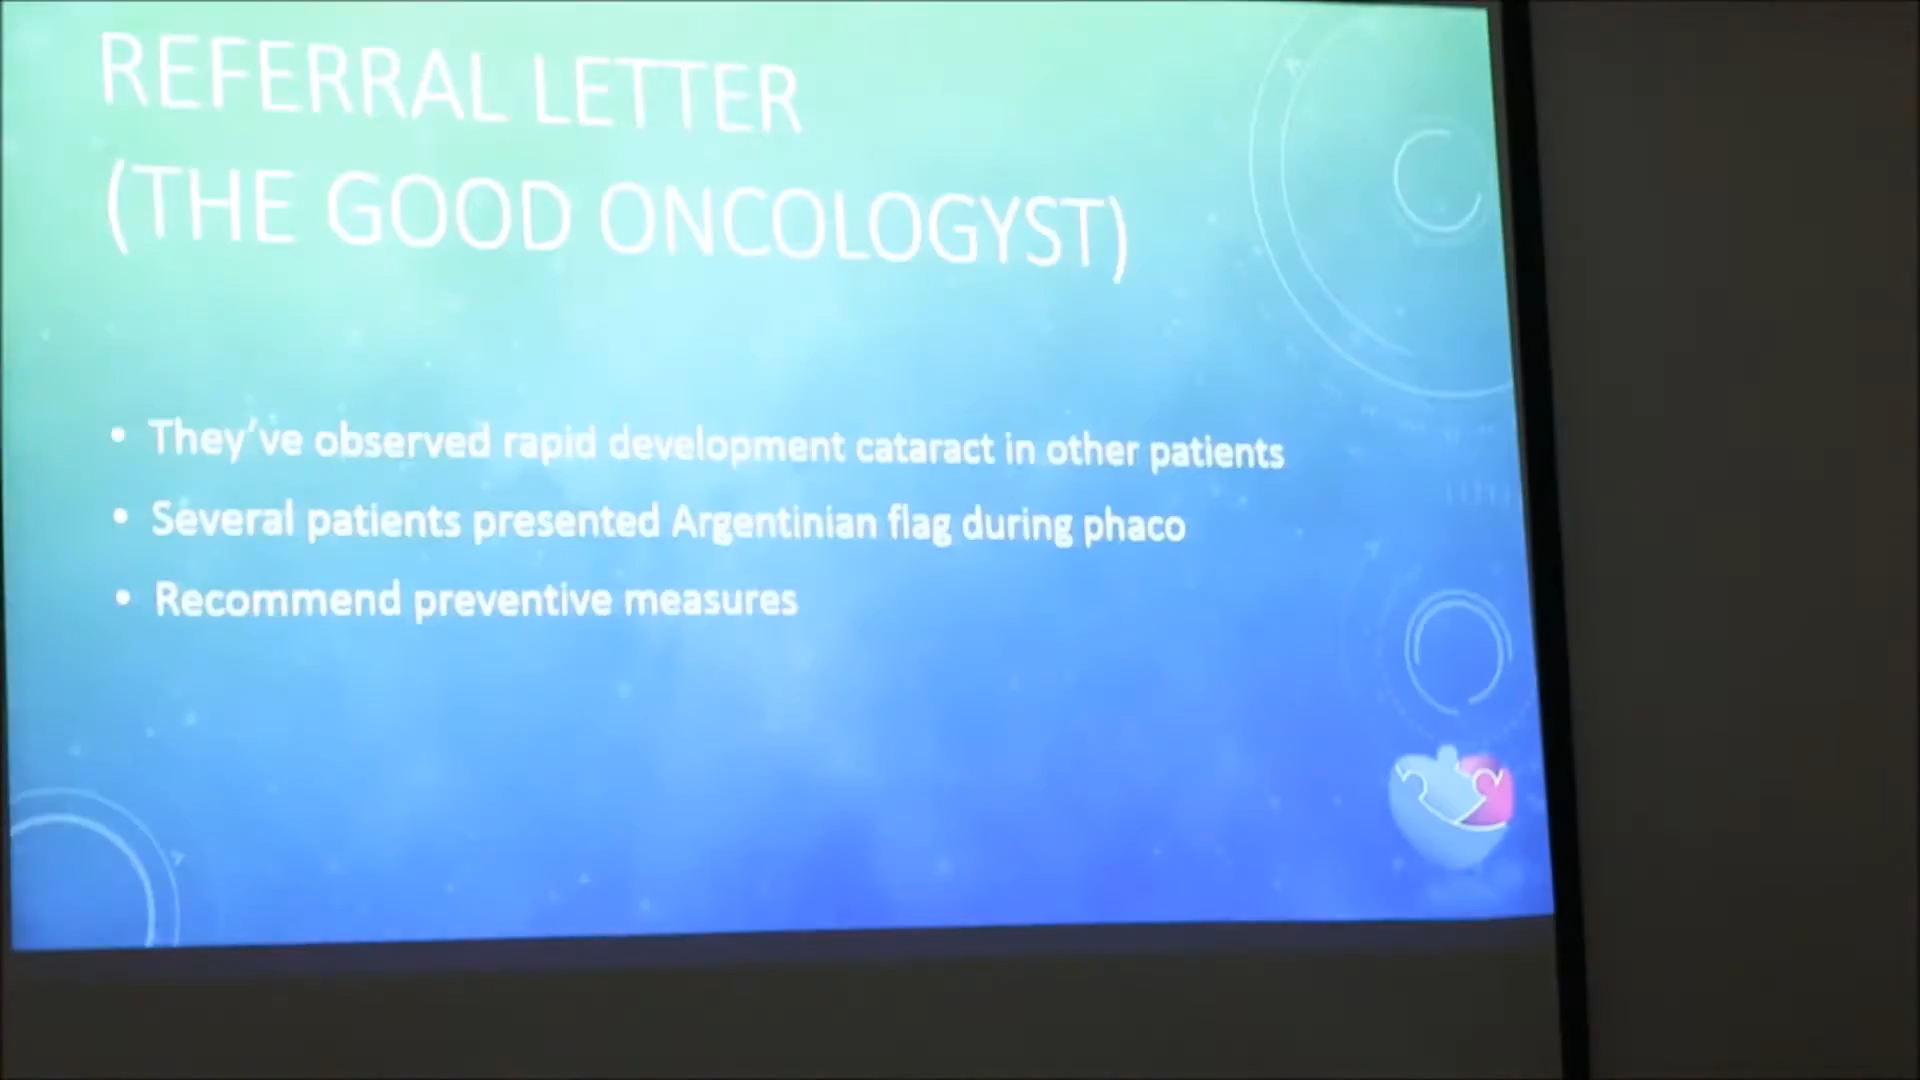 REFERRAL LETTER
(THE GOOD ONCOLOGYST)
• They've observed rapid development cataract in other patients
• Several patients presented Argentinian flag during phaco
• Recommend preventive measures